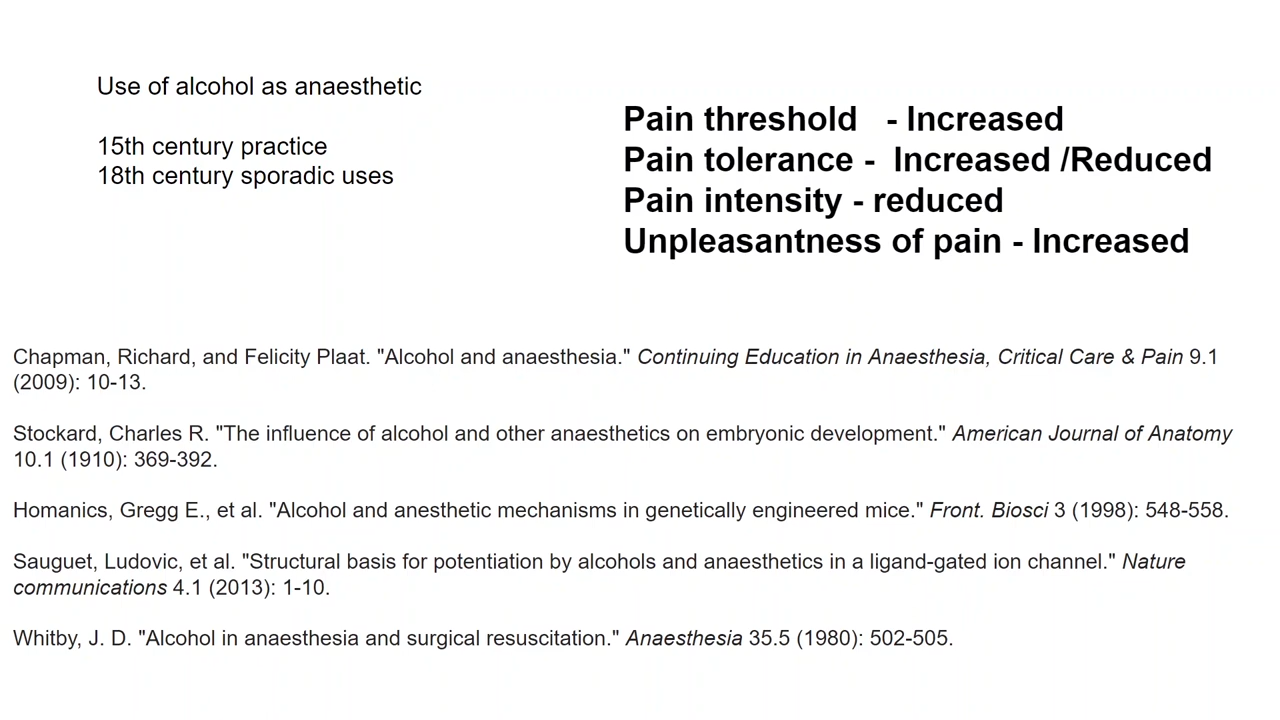 Use of alcohol as anaesthetic
15th century practice
18th century sporadic uses
Pain threshold - Increased
Pain tolerance - Increased /Reduced
Pain intensity - reduced
Unpleasantness of pain - Increased
Chapman, Richard, and Felicity Plaat. "Alcohol and anaesthesia." Continuing Education in Anaesthesia, Critical Care & Pain 9.1
(2009): 10-13.
Stockard, Charles R. "The influence of alcohol and other anaesthetics on embryonic development." American Journal of Anatomy
10.1 (1910): 369-392.
Homanics, Gregg E., et al. "Alcohol and anesthetic mechanisms in genetically engineered mice." Front. Biosci 3 (1998): 548-558.
Sauguet, Ludovic, et al. "Structural basis for potentiation by alcohols and anaesthetics in a ligand-gated ion channel." Nature
communications 4.1 (2013): 1-10.
Whitby, J. D. "Alcohol in anaesthesia and surgical resuscitation." Anaesthesia 35.5 (1980): 502-505.